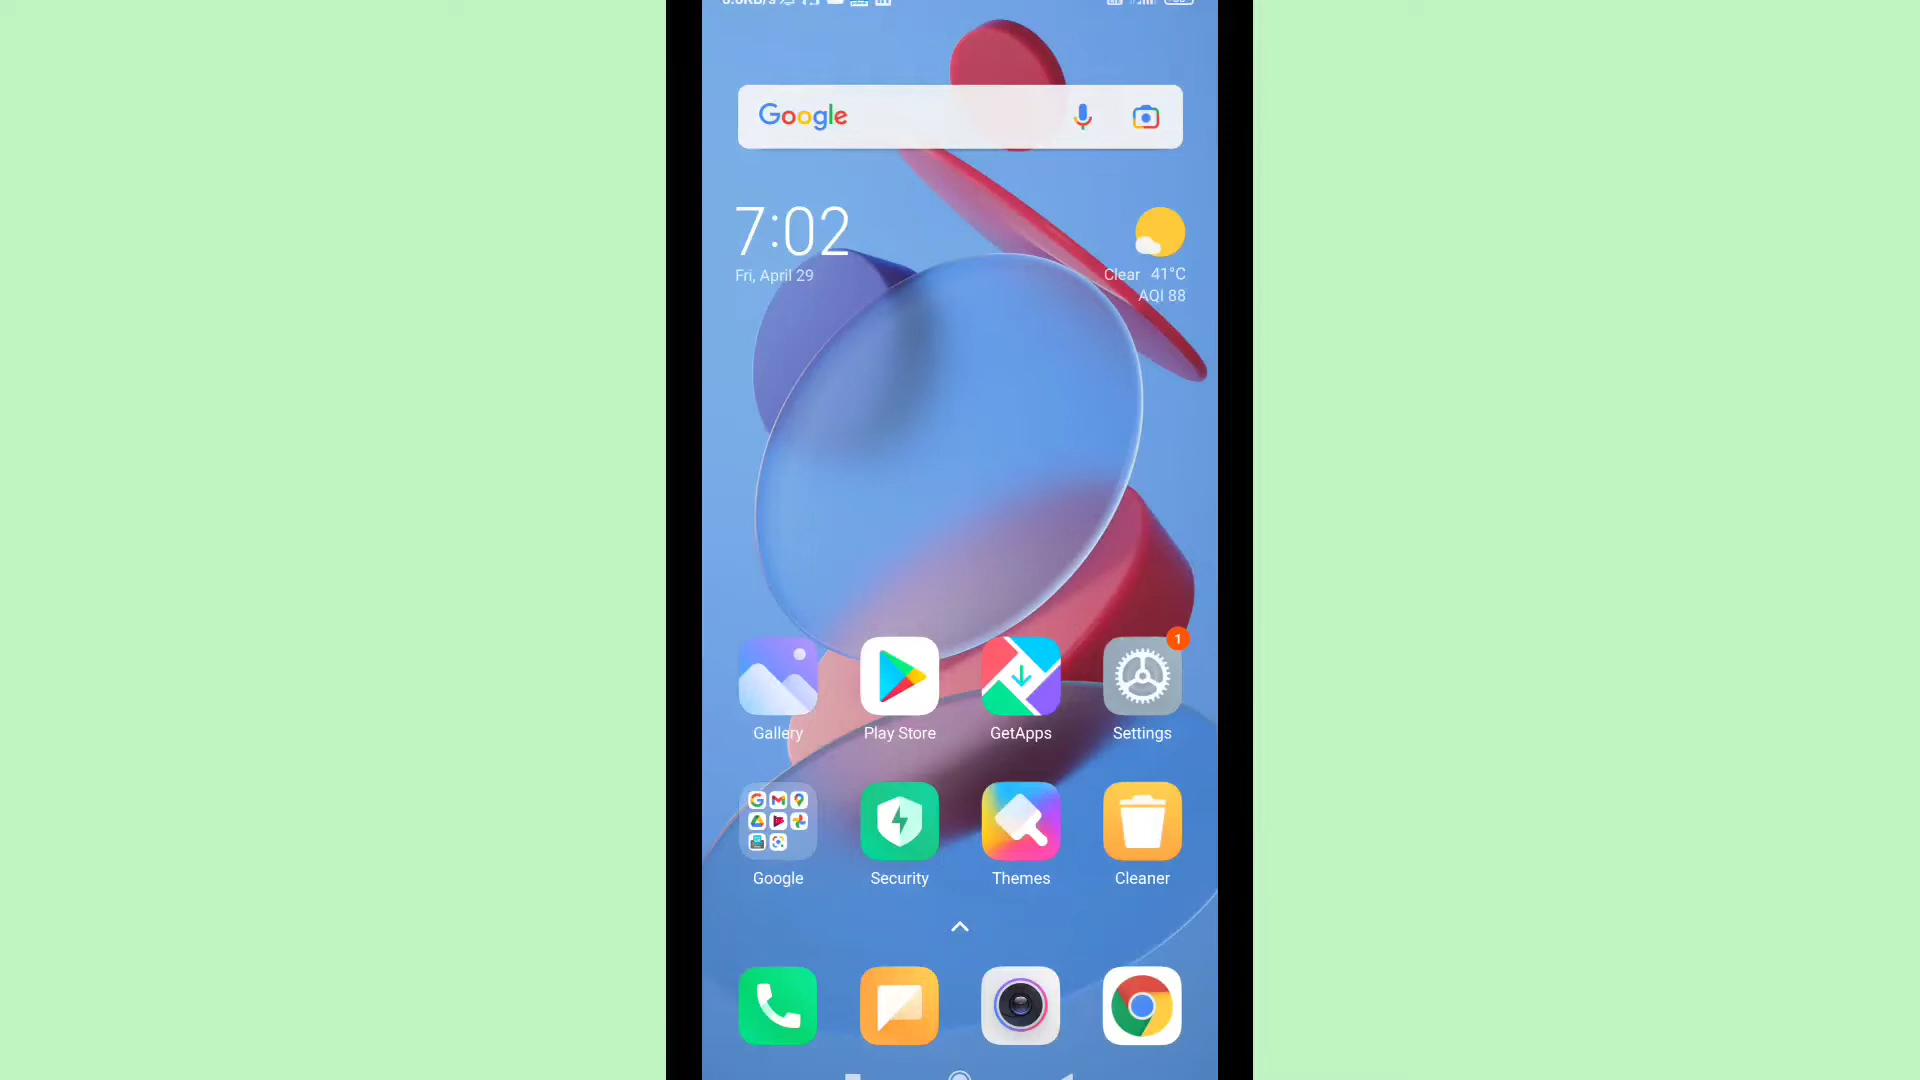 Google
7:02
Fri, April 29
Clear 41°C
AQI 88
1
Gallery
Play Store
GetApps
Settings
Google
Security
Themes
Cleaner